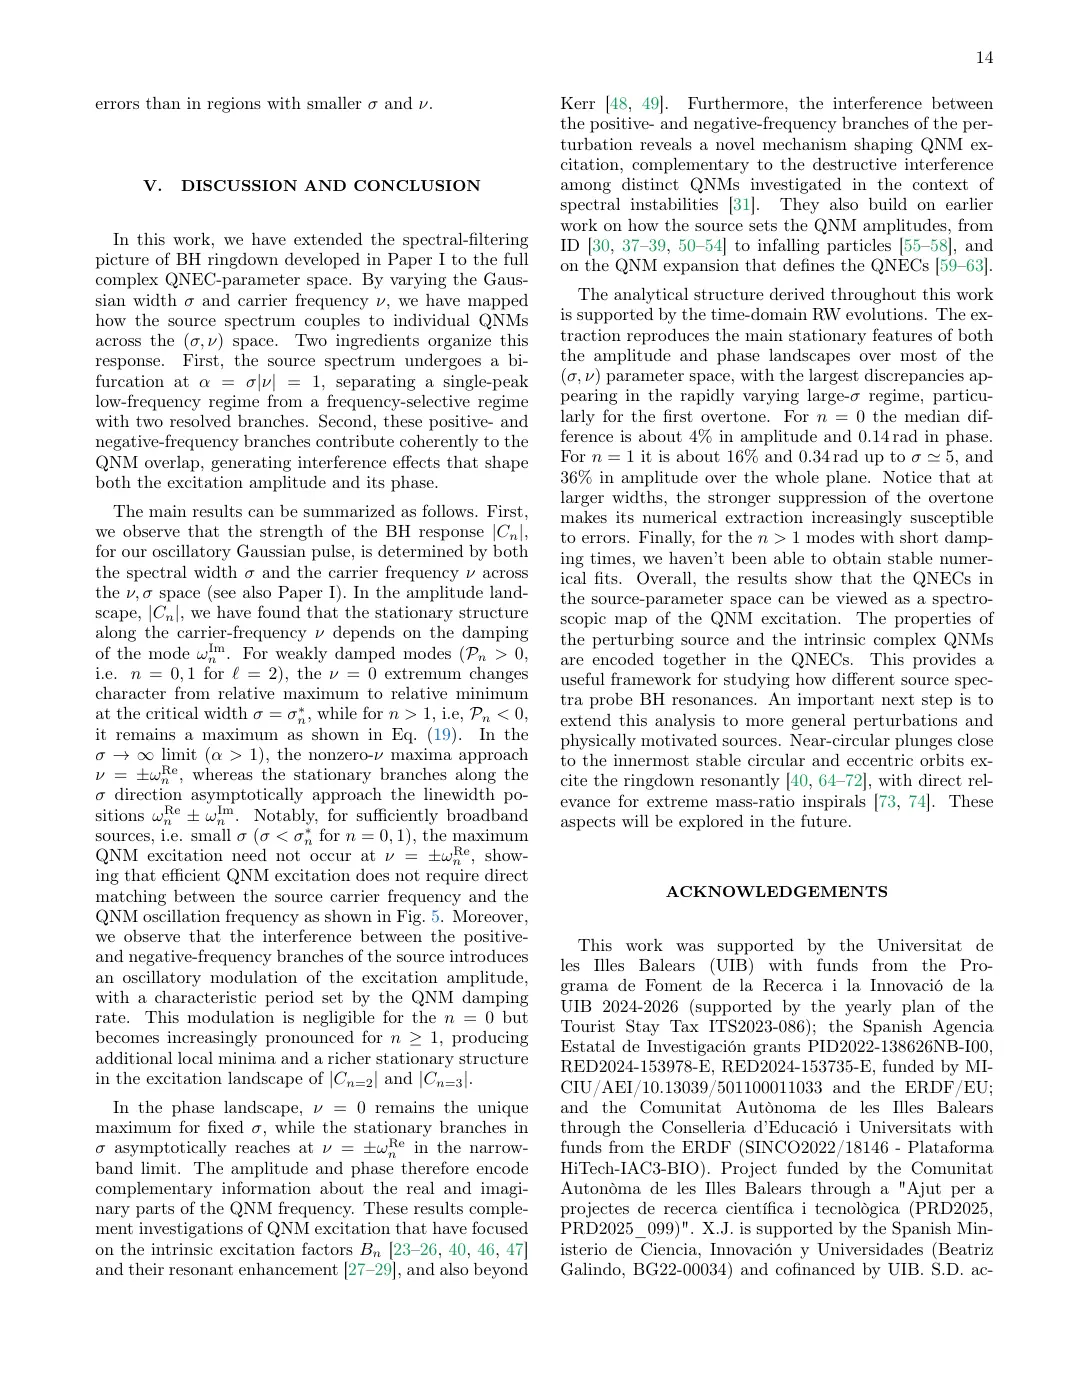 14
errors than in regions with smaller σ and ν.
V. DISCUSSION AND CONCLUSION
In this work, we have extended the spectral-filtering
picture of BH ringdown developed in Paper I to the full
complex QNEC-parameter space. By varying the Gaus-
sian width σ and carrier frequency ν, we have mapped
how the source spectrum couples to individual QNMs
across the (σ, ν) space. Two ingredients organize this
response. First, the source spectrum undergoes a bi-
furcation at α = σ|ν| = 1, separating a single-peak
low-frequency regime from a frequency-selective regime
with two resolved branches. Second, these positive- and
negative-frequency branches contribute coherently to the
QNM overlap, generating interference effects that shape
both the excitation amplitude and its phase.
The main results can be summarized as follows. First,
we observe that the strength of the BH response |Cₙ|,
for our oscillatory Gaussian pulse, is determined by both
the spectral width σ and the carrier frequency ν across
the ν, σ space (see also Paper I). In the amplitude land-
scape, |Cₙ|, we have found that the stationary structure
along the carrier-frequency ν depends on the damping
of the mode ωₙᴵᵐ. For weakly damped modes (𝒫ₙ > 0,
i.e. n = 0, 1 for ℓ = 2), the ν = 0 extremum changes
character from relative maximum to relative minimum
at the critical width σ = σₙ*, while for n > 1, i.e, 𝒫ₙ < 0,
it remains a maximum as shown in Eq. (19). In the
σ → ∞ limit (α > 1), the nonzero-ν maxima approach
ν = ±ωₙᴿᵉ, whereas the stationary branches along the
σ direction asymptotically approach the linewidth po-
sitions ωₙᴿᵉ ± ωₙᴵᵐ. Notably, for sufficiently broadband
sources, i.e. small σ (σ < σₙ* for n = 0, 1), the maximum
QNM excitation need not occur at ν = ±ωₙᴿᵉ, show-
ing that efficient QNM excitation does not require direct
matching between the source carrier frequency and the
QNM oscillation frequency as shown in Fig. 5. Moreover,
we observe that the interference between the positive-
and negative-frequency branches of the source introduces
an oscillatory modulation of the excitation amplitude,
with a characteristic period set by the QNM damping
rate. This modulation is negligible for the n = 0 but
becomes increasingly pronounced for n ≥ 1, producing
additional local minima and a richer stationary structure
in the excitation landscape of |Cₙ₌₂| and |Cₙ₌₃|.
In the phase landscape, ν = 0 remains the unique
maximum for fixed σ, while the stationary branches in
σ asymptotically reaches at ν = ±ωₙᴿᵉ in the narrow-
band limit. The amplitude and phase therefore encode
complementary information about the real and imagi-
nary parts of the QNM frequency. These results comple-
ment investigations of QNM excitation that have focused
on the intrinsic excitation factors Bₙ [23–26, 40, 46, 47]
and their resonant enhancement [27–29], and also beyond
Kerr [48, 49]. Furthermore, the interference between
the positive- and negative-frequency branches of the per-
turbation reveals a novel mechanism shaping QNM ex-
citation, complementary to the destructive interference
among distinct QNMs investigated in the context of
spectral instabilities [31]. They also build on earlier
work on how the source sets the QNM amplitudes, from
ID [30, 37–39, 50–54] to infalling particles [55–58], and
on the QNM expansion that defines the QNECs [59–63].
The analytical structure derived throughout this work
is supported by the time-domain RW evolutions. The ex-
traction reproduces the main stationary features of both
the amplitude and phase landscapes over most of the
(σ, ν) parameter space, with the largest discrepancies ap-
pearing in the rapidly varying large-σ regime, particu-
larly for the first overtone. For n = 0 the median dif-
ference is about 4% in amplitude and 0.14 rad in phase.
For n = 1 it is about 16% and 0.34 rad up to σ ≃ 5, and
36% in amplitude over the whole plane. Notice that at
larger widths, the stronger suppression of the overtone
makes its numerical extraction increasingly susceptible
to errors. Finally, for the n > 1 modes with short damp-
ing times, we haven't been able to obtain stable numer-
ical fits. Overall, the results show that the QNECs in
the source-parameter space can be viewed as a spectro-
scopic map of the QNM excitation. The properties of
the perturbing source and the intrinsic complex QNMs
are encoded together in the QNECs. This provides a
useful framework for studying how different source spec-
tra probe BH resonances. An important next step is to
extend this analysis to more general perturbations and
physically motivated sources. Near-circular plunges close
to the innermost stable circular and eccentric orbits ex-
cite the ringdown resonantly [40, 64–72], with direct rel-
evance for extreme mass-ratio inspirals [73, 74]. These
aspects will be explored in the future.
ACKNOWLEDGEMENTS
This work was supported by the Universitat de
les Illes Balears (UIB) with funds from the Pro-
grama de Foment de la Recerca i la Innovació de la
UIB 2024-2026 (supported by the yearly plan of the
Tourist Stay Tax ITS2023-086); the Spanish Agencia
Estatal de Investigación grants PID2022-138626NB-I00,
RED2024-153978-E, RED2024-153735-E, funded by MI-
CIU/AEI/10.13039/501100011033 and the ERDF/EU;
and the Comunitat Autònoma de les Illes Balears
through the Conselleria d'Educació i Universitats with
funds from the ERDF (SINCO2022/18146 - Plataforma
HiTech-IAC3-BIO). Project funded by the Comunitat
Autonòma de les Illes Balears through a "Ajut per a
projectes de recerca científica i tecnològica (PRD2025,
PRD2025_099)". X.J. is supported by the Spanish Min-
isterio de Ciencia, Innovación y Universidades (Beatriz
Galindo, BG22-00034) and cofinanced by UIB. S.D. ac-